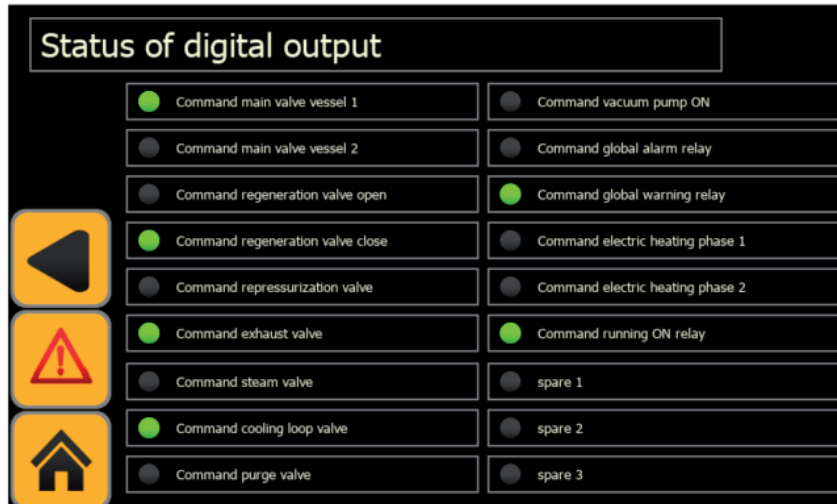 Status of digital output
Command main valve vessel 1
Command main valve vessel 2
Command regeneration valve open
Command regeneration valve close
Command repressurization valve
Command exhaust valve
Command steam valve
Command cooling loop valve
Command purge valve
Command vacuum pump ON
Command global alarm relay
Command global warning relay
Command electric heating phase 1
Command electric heating phase 2
Command running ON relay
spare 1
spare 2
spare 3